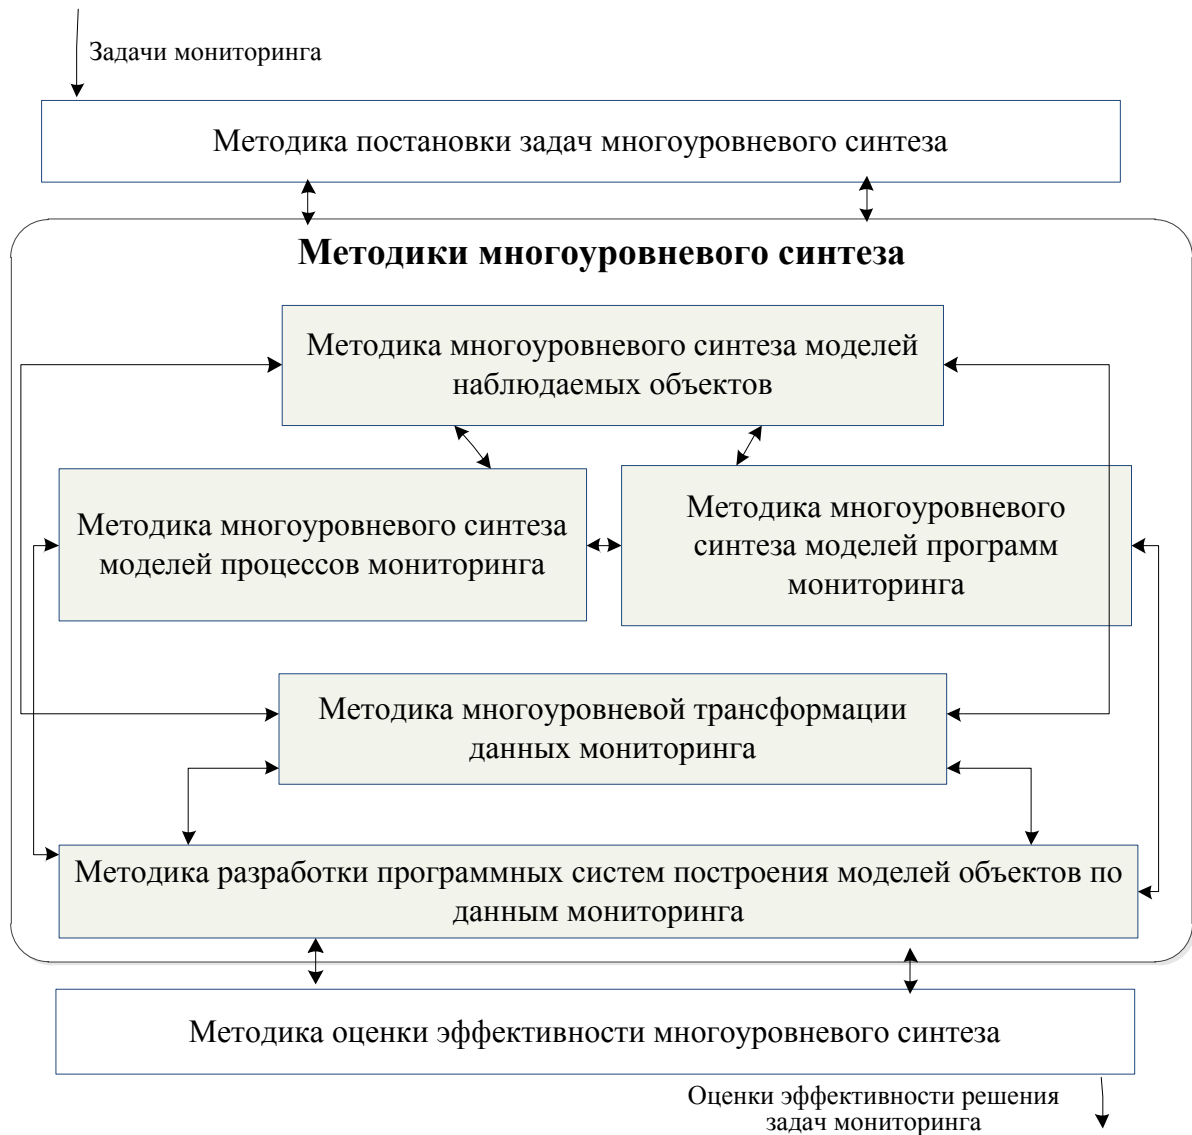 Задачи мониторинга
Методика постановки задач многоуровневого синтеза
Методики многоуровневого синтеза
Методика многоуровневого синтеза моделей
наблюдаемых объектов
Методика многоуровневого синтеза
моделей процессов мониторинга
Методика многоуровневого
синтеза моделей программ
мониторинга
Методика многоуровневой трансформации
данных мониторинга
Методика разработки программных систем построения моделей объектов по
данным мониторинга
Методика оценки эффективности многоуровневого синтеза
Оценки эффективности решения
задач мониторинга